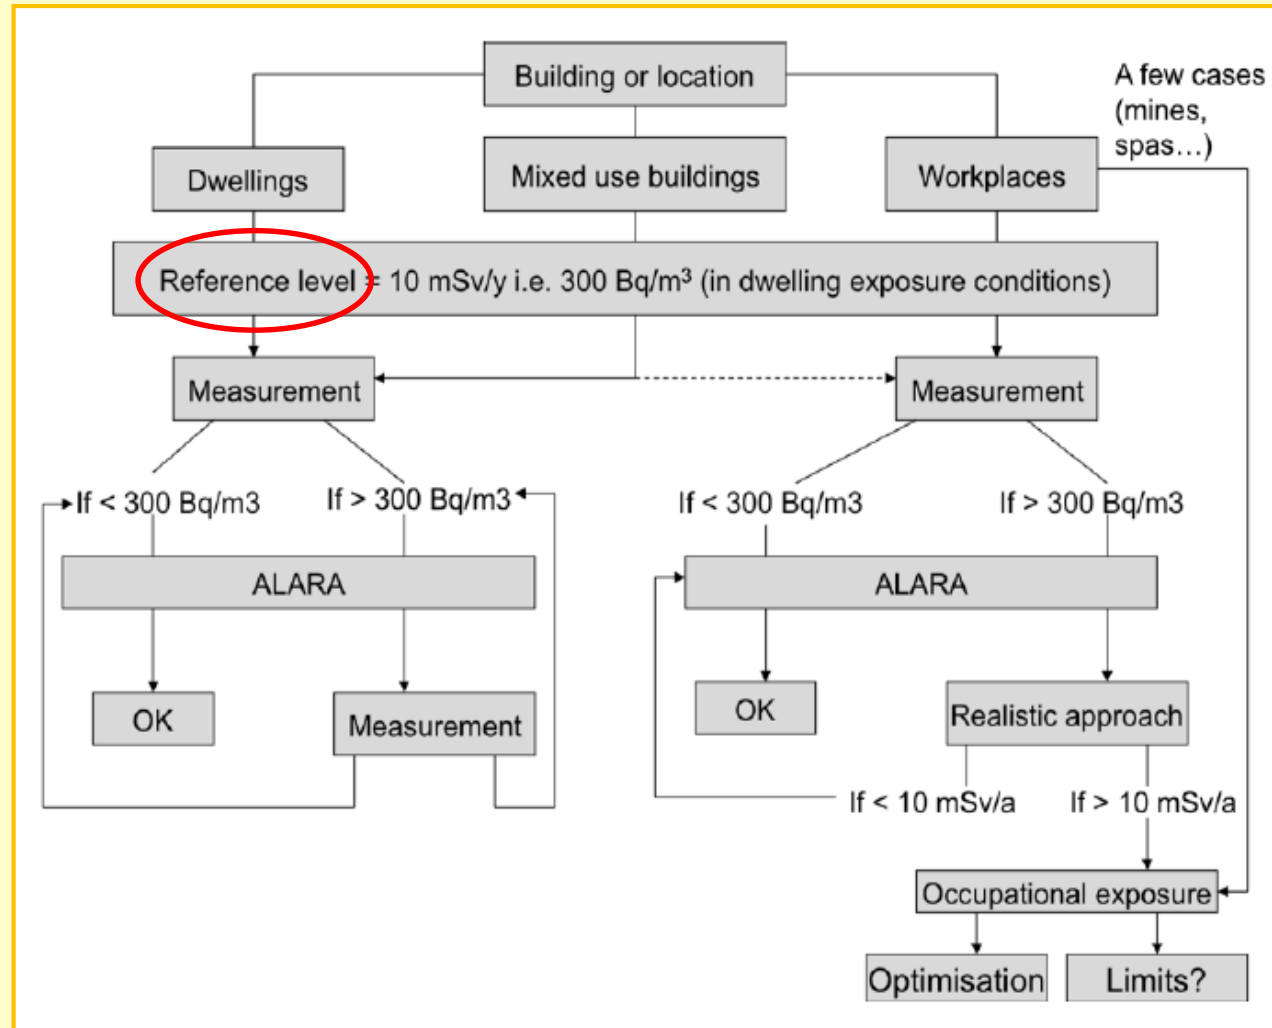 Building or location
A few cases
(mines,
spas...)
Dwellings
Mixed use buildings
Workplaces
Reference level = 10 mSv/y i.e. 300 Bq/m³ (in dwelling exposure conditions)
Measurement
Measurement
If < 300 Bq/m3
If > 300 Bq/m3
If < 300 Bq/m3
If > 300 Bq/m3
ALARA
ALARA
OK
Measurement
OK
Realistic approach
If < 10 mSv/a
If > 10 mSv/a
Occupational exposure
Optimisation
Limits?